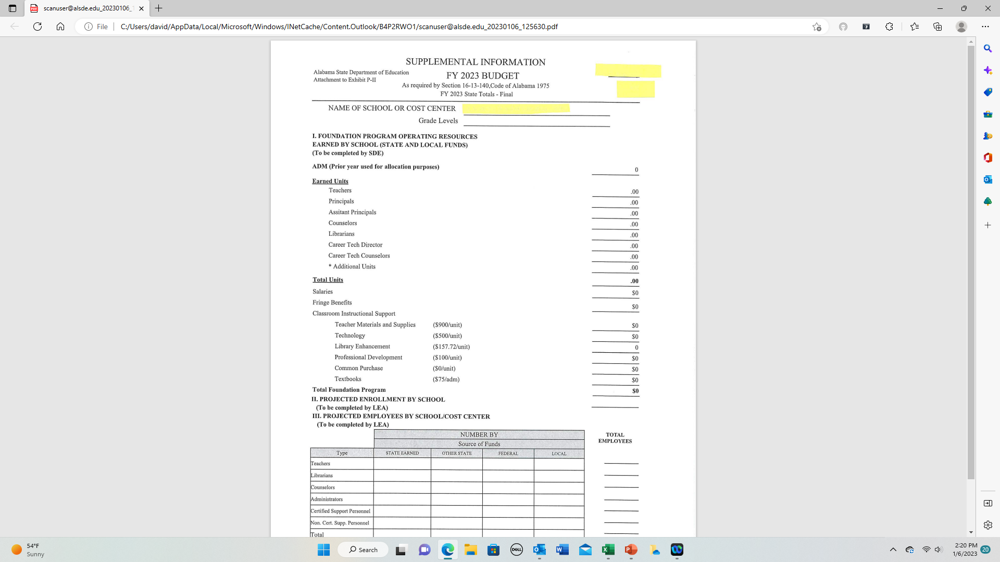 scanuser@alsde.edu_20230106_1
File
C:/Users/david/AppData/Local/Microsoft/Windows/INetCache/Content.Outlook/B4P2RWO1/scanuser@alsde.edu_20230106_125630.pdf
SUPPLEMENTAL INFORMATION
Alabama State Department of Education
FY 2023 BUDGET
Attachment to Exhibit P-II
As required by Section 16-13-140,Code of Alabama 1975
FY 2023 State Totals - Final
NAME OF SCHOOL OR COST CENTER
Grade Levels
I. FOUNDATION PROGRAM OPERATING RESOURCES
EARNED BY SCHOOL (STATE AND LOCAL FUNDS)
(To be completed by SDE)
ADM (Prior year used for allocation purposes) 0
Earned Units
Teachers .00
Principals .00
Assitant Principals .00
Counselors .00
Librarians .00
Career Tech Director .00
Career Tech Counselors .00
* Additional Units .00
Total Units .00
Salaries $0
Fringe Benefits $0
Classroom Instructional Support
Teacher Materials and Supplies ($900/unit) $0
Technology ($500/unit) $0
Library Enhancement ($157.72/unit) 0
Professional Development ($100/unit) $0
Common Purchase ($0/unit) $0
Textbooks ($75/adm) $0
Total Foundation Program $0
II. PROJECTED ENROLLMENT BY SCHOOL
(To be completed by LEA)
III. PROJECTED EMPLOYEES BY SCHOOL/COST CENTER
(To be completed by LEA)
NUMBER BY
TOTAL
EMPLOYEES
Source of Funds
Type STATE EARNED OTHER STATE FEDERAL LOCAL
Teachers
Librarians
Counselors
Administrators
Certified Support Personnel
Non. Cert. Supp. Personnel
Total
54°F
Sunny
Search
DELL
2:20 PM
1/6/2023
20